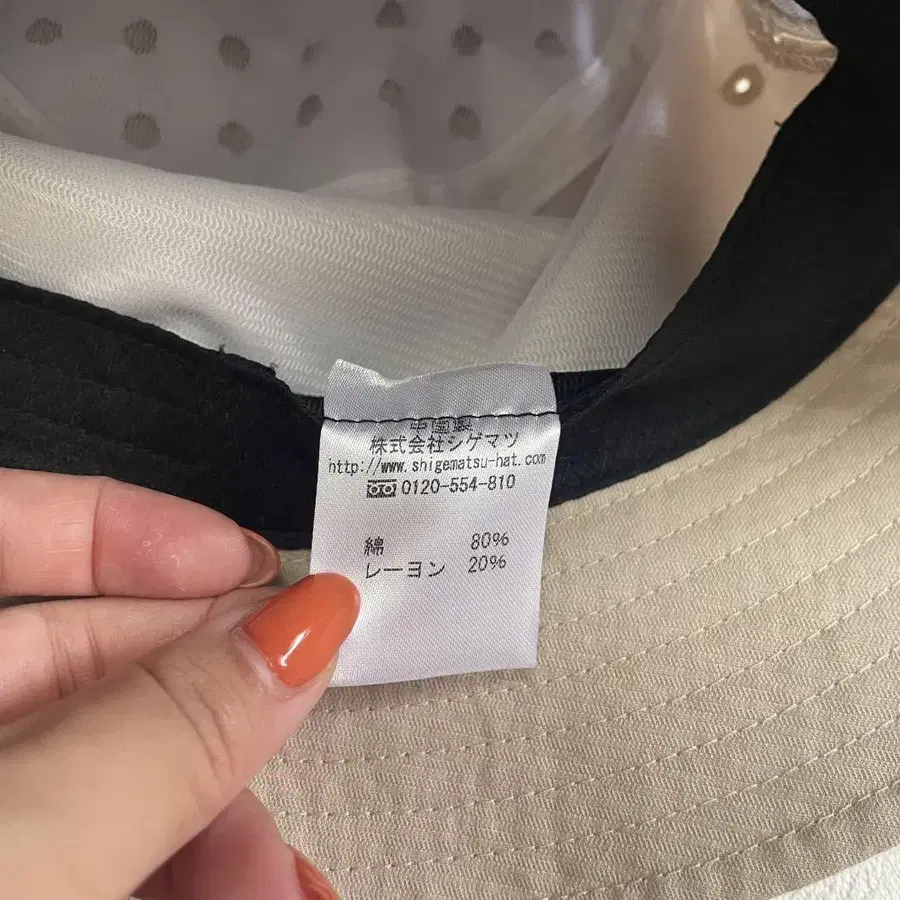 中国製
株式会社シゲマツ
http://www.shigematsu-hat.com
0120-554-810
綿 80%
レーヨン 20%